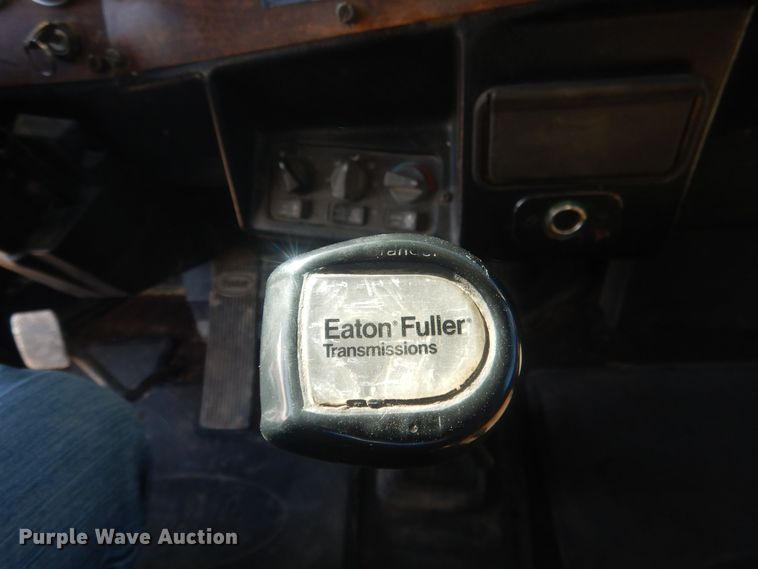 Eaton® Fuller®
Transmissions
Purple Wave Auction